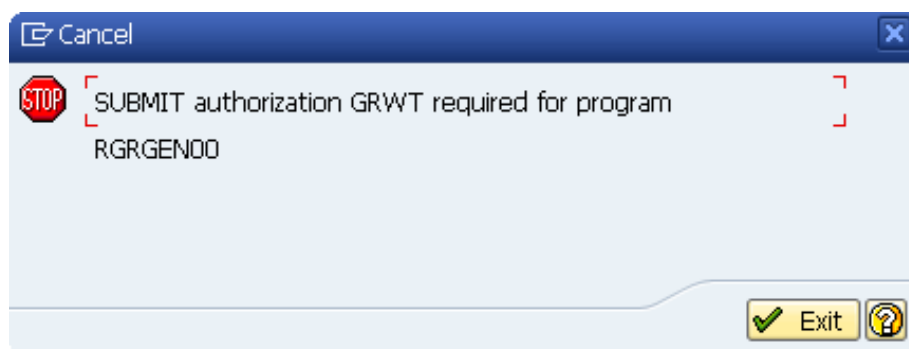 Cancel
STOP
SUBMIT authorization GRWT required for program
RGRGEN00
Exit